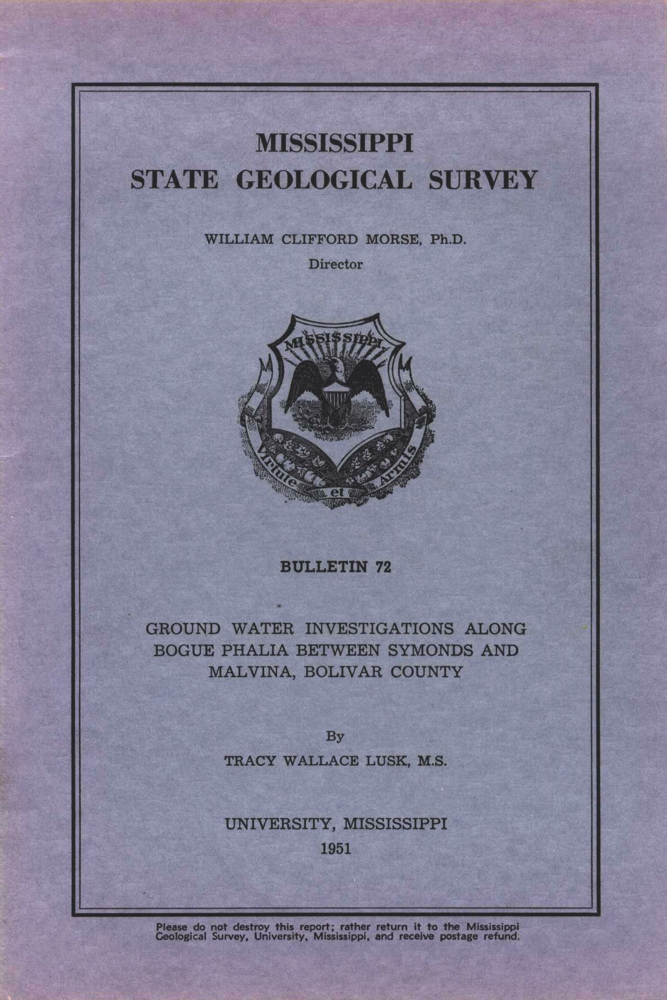 MISSISSIPPI
STATE GEOLOGICAL SURVEY
WILLIAM CLIFFORD MORSE, Ph.D.
Director
MISSISSIPPI
Virtute et Armis
BULLETIN 72
GROUND WATER INVESTIGATIONS ALONG
BOGUE PHALIA BETWEEN SYMONDS AND
MALVINA, BOLIVAR COUNTY
By
TRACY WALLACE LUSK, M.S.
UNIVERSITY, MISSISSIPPI
1951
Please do not destroy this report; rather return it to the Mississippi
Geological Survey, University, Mississippi, and receive postage refund.